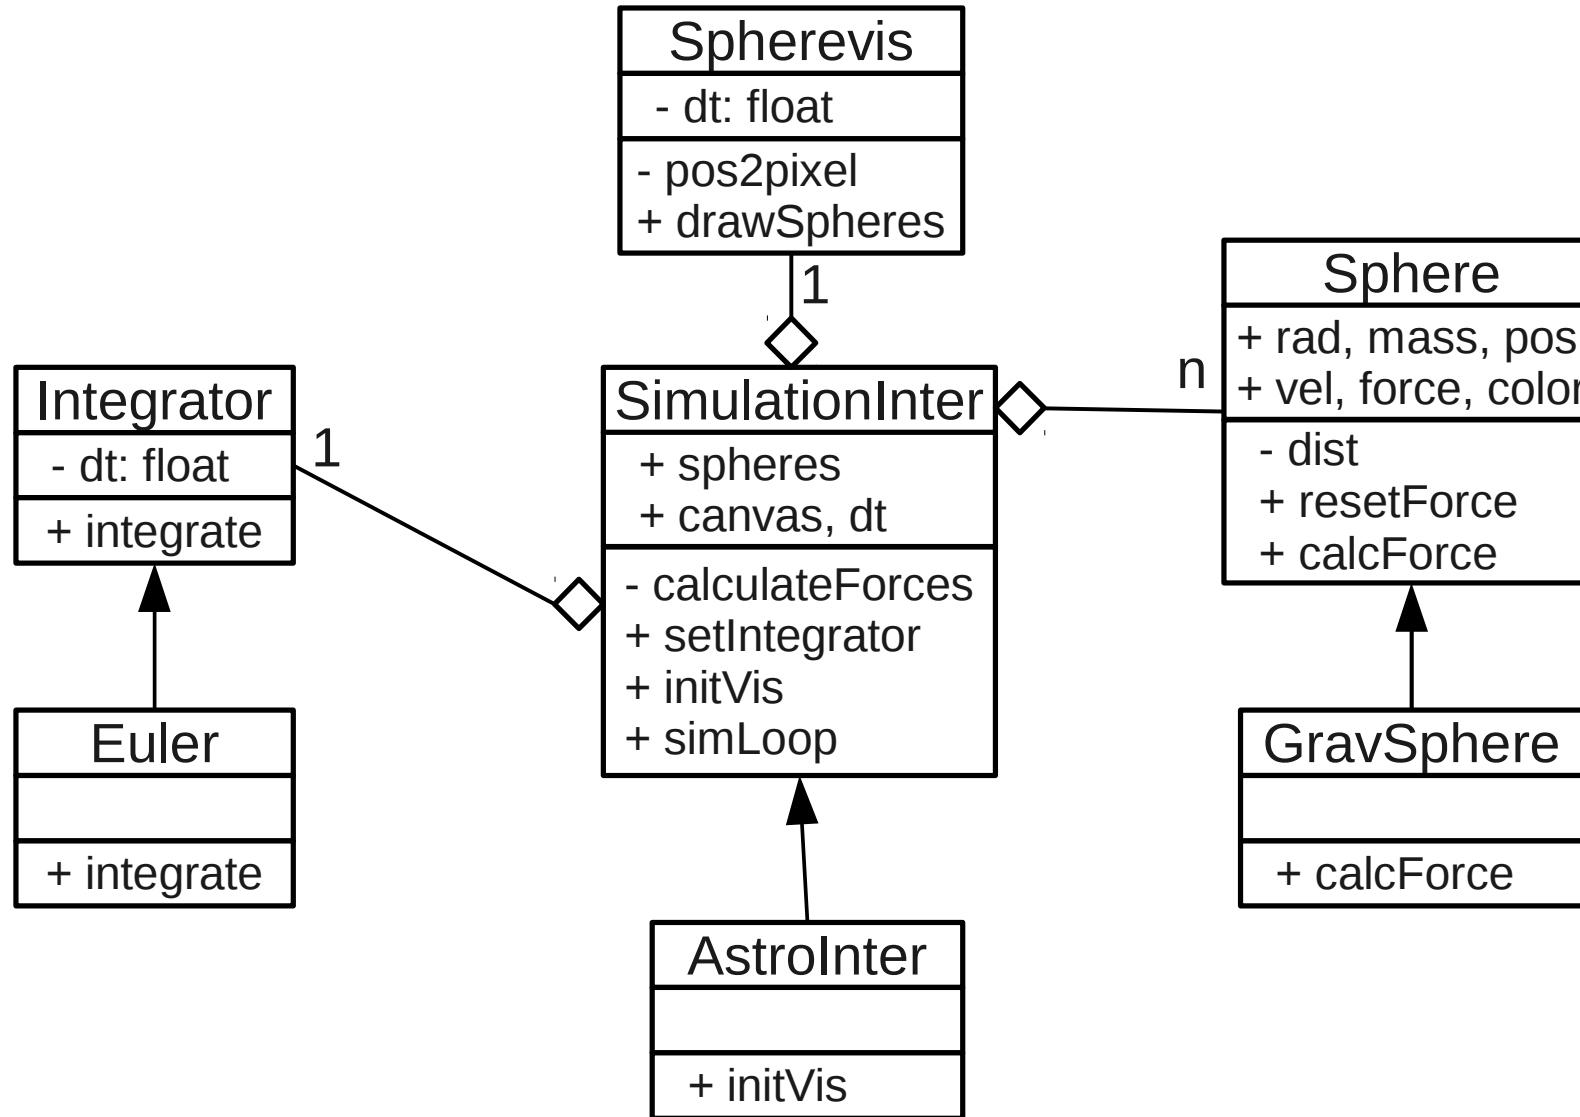 Spherevis
- dt: float
- pos2pixel
+ drawSpheres
1
Sphere
+ rad, mass, pos
+ vel, force, color
- dist
+ resetForce
+ calcForce
n
Integrator
- dt: float
+ integrate
1
SimulationInter
+ spheres
+ canvas, dt
- calculateForces
+ setIntegrator
+ initVis
+ simLoop
Euler
+ integrate
GravSphere
+ calcForce
AstroInter
+ initVis